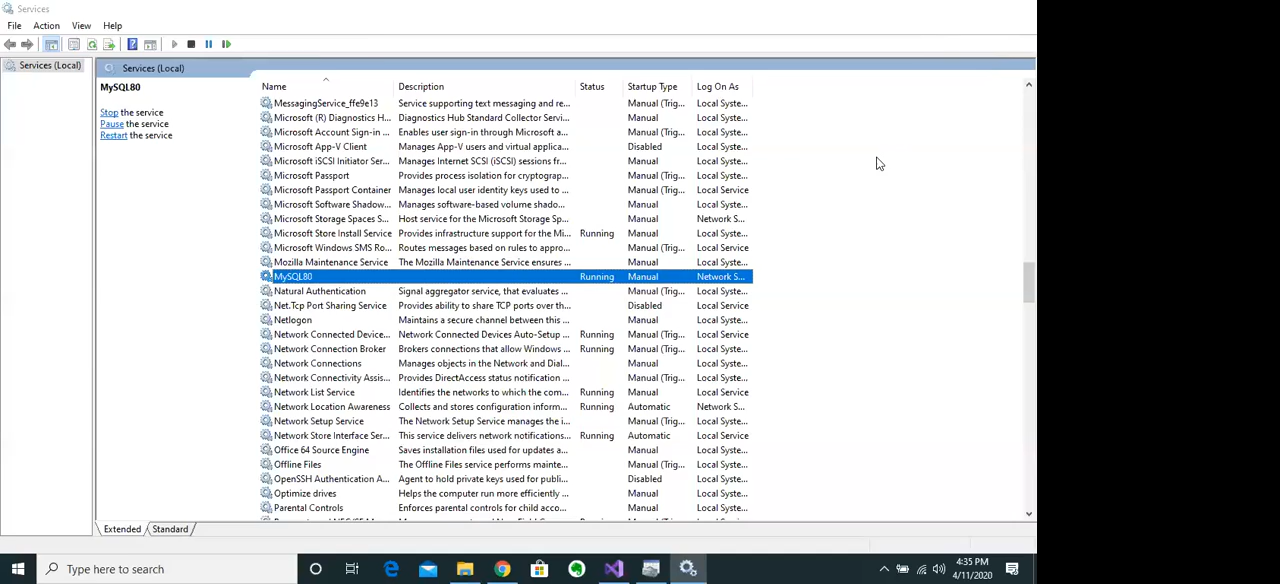 Services
File Action View Help
Services (Local) Services (Local)
MySQL80
Stop the service
Pause the service
Restart the service
Name Description Status Startup Type Log On As
MessagingService_ffe9e13 Service supporting text messaging and re... Manual (Trig... Local Syste...
Microsoft (R) Diagnostics H... Diagnostics Hub Standard Collector Servi... Manual Local Syste...
Microsoft Account Sign-in ... Enables user sign-in through Microsoft a... Manual (Trig... Local Syste...
Microsoft App-V Client Manages App-V users and virtual applica... Disabled Local Syste...
Microsoft iSCSI Initiator Ser... Manages Internet SCSI (iSCSI) sessions fr... Manual Local Syste...
Microsoft Passport Provides process isolation for cryptograp... Manual (Trig... Local Syste...
Microsoft Passport Container Manages local user identity keys used to ... Manual (Trig... Local Service
Microsoft Software Shadow... Manages software-based volume shado... Manual Local Syste...
Microsoft Storage Spaces S... Host service for the Microsoft Storage Sp... Manual Network S...
Microsoft Store Install Service Provides infrastructure support for the Mi... Running Manual Local Syste...
Microsoft Windows SMS Ro... Routes messages based on rules to appro... Manual (Trig... Local Service
Mozilla Maintenance Service The Mozilla Maintenance Service ensures ... Manual Local Syste...
MySQL80 Running Manual Network S...
Natural Authentication Signal aggregator service, that evaluates ... Manual (Trig... Local Syste...
Net.Tcp Port Sharing Service Provides ability to share TCP ports over th... Disabled Local Service
Netlogon Maintains a secure channel between this ... Manual Local Syste...
Network Connected Device... Network Connected Devices Auto-Setup ... Running Manual (Trig... Local Service
Network Connection Broker Brokers connections that allow Windows ... Running Manual (Trig... Local Syste...
Network Connections Manages objects in the Network and Dial... Manual Local Syste...
Network Connectivity Assis... Provides DirectAccess status notification ... Manual (Trig... Local Syste...
Network List Service Identifies the networks to which the com... Running Manual Local Service
Network Location Awareness Collects and stores configuration inform... Running Automatic Network S...
Network Setup Service The Network Setup Service manages the i... Manual (Trig... Local Syste...
Network Store Interface Ser... This service delivers network notifications... Running Automatic Local Service
Office 64 Source Engine Saves installation files used for updates a... Manual Local Syste...
Offline Files The Offline Files service performs mainte... Manual (Trig... Local Syste...
OpenSSH Authentication A... Agent to hold private keys used for publi... Disabled Local Syste...
Optimize drives Helps the computer run more efficiently ... Manual Local Syste...
Parental Controls Enforces parental controls for child acco... Manual Local Syste...
Extended Standard
Type here to search
4:35 PM
4/11/2020